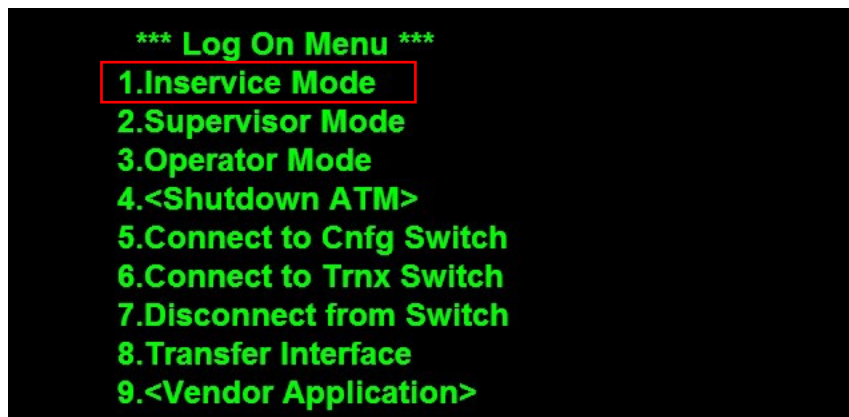 *** Log On Menu ***
1.Inservice Mode
2.Supervisor Mode
3.Operator Mode
4.<Shutdown ATM>
5.Connect to Cnfg Switch
6.Connect to Trnx Switch
7.Disconnect from Switch
8.Transfer Interface
9.<Vendor Application>